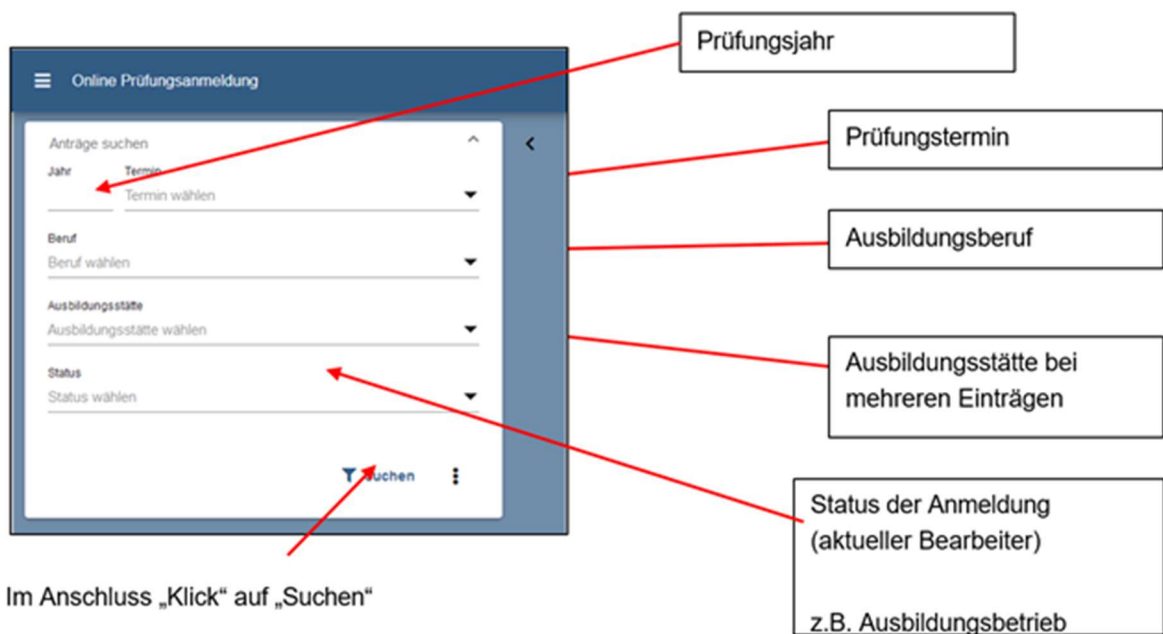 Prüfungsjahr
Online Prüfungsanmeldung
Anträge suchen
Jahr Termin
Termin wählen
Prüfungstermin
Beruf
Beruf wählen
Ausbildungsberuf
Ausbildungsstätte
Ausbildungsstätte wählen
Ausbildungsstätte bei
mehreren Einträgen
Status
Status wählen
Suchen
Status der Anmeldung
(aktueller Bearbeiter)
z.B. Ausbildungsbetrieb
Im Anschluss „Klick“ auf „Suchen“